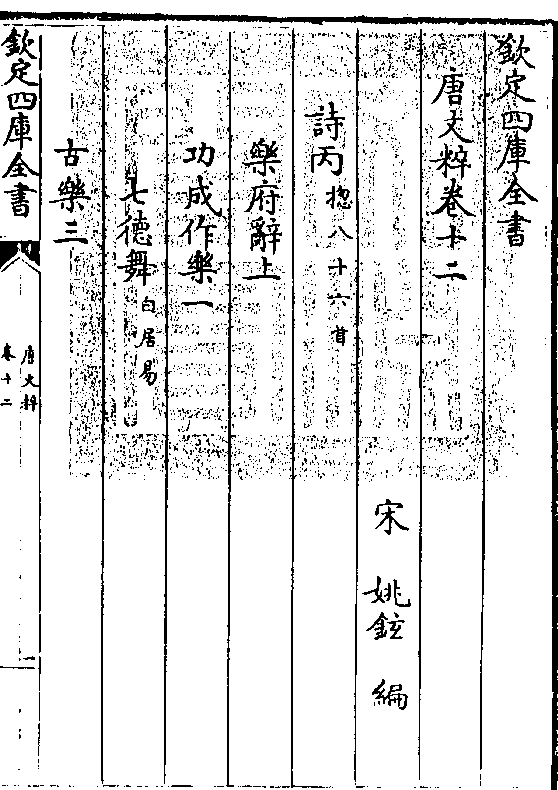 欽定四庫全書
唐文粹卷十二
宋 姚鉉 編
詩丙 揔八十六首
樂府辭上
功成作樂一
七德舞 白居易
古樂三
欽定四庫全書
唐文粹
卷十二
一